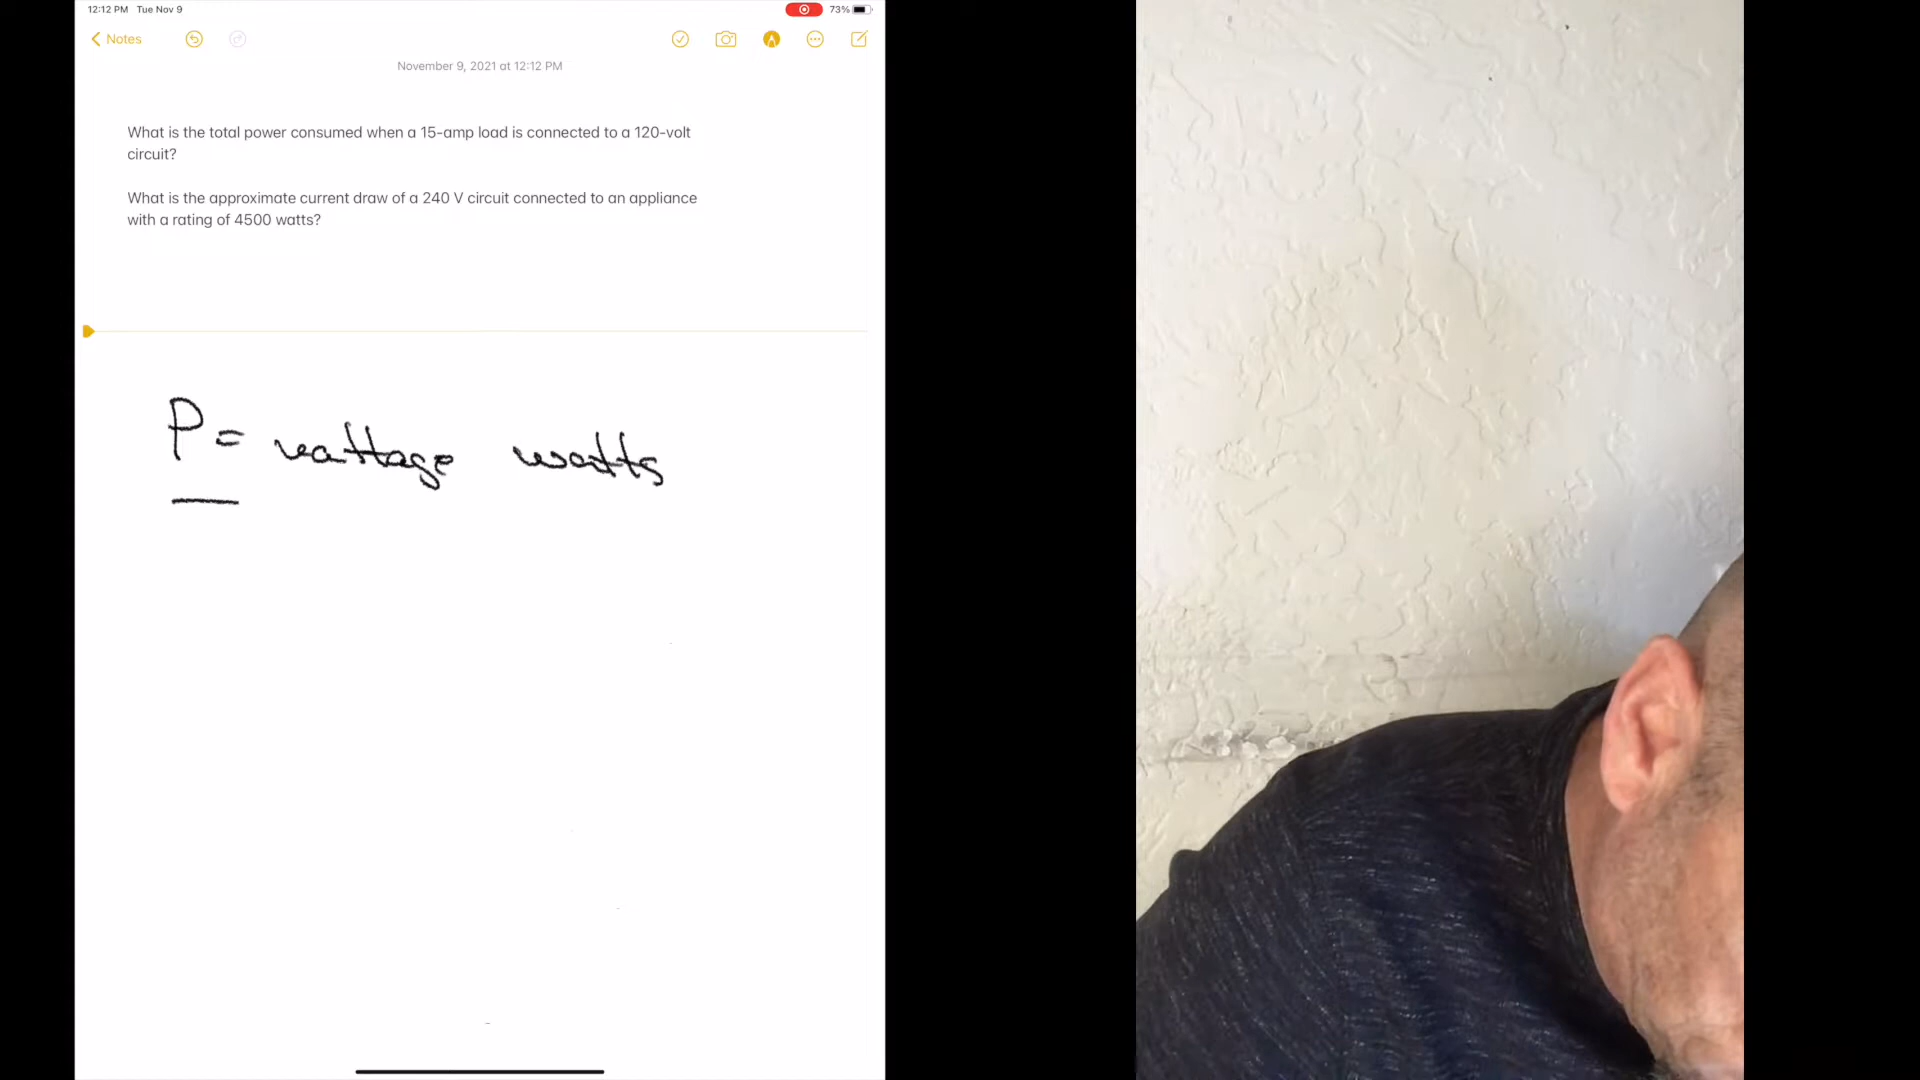 12:12 PM Tue Nov 9
73%
Notes
November 9, 2021 at 12:12 PM
What is the total power consumed when a 15-amp load is connected to a 120-volt
circuit?
What is the approximate current draw of a 240 V circuit connected to an appliance
with a rating of 4500 watts?
P = wattage watts